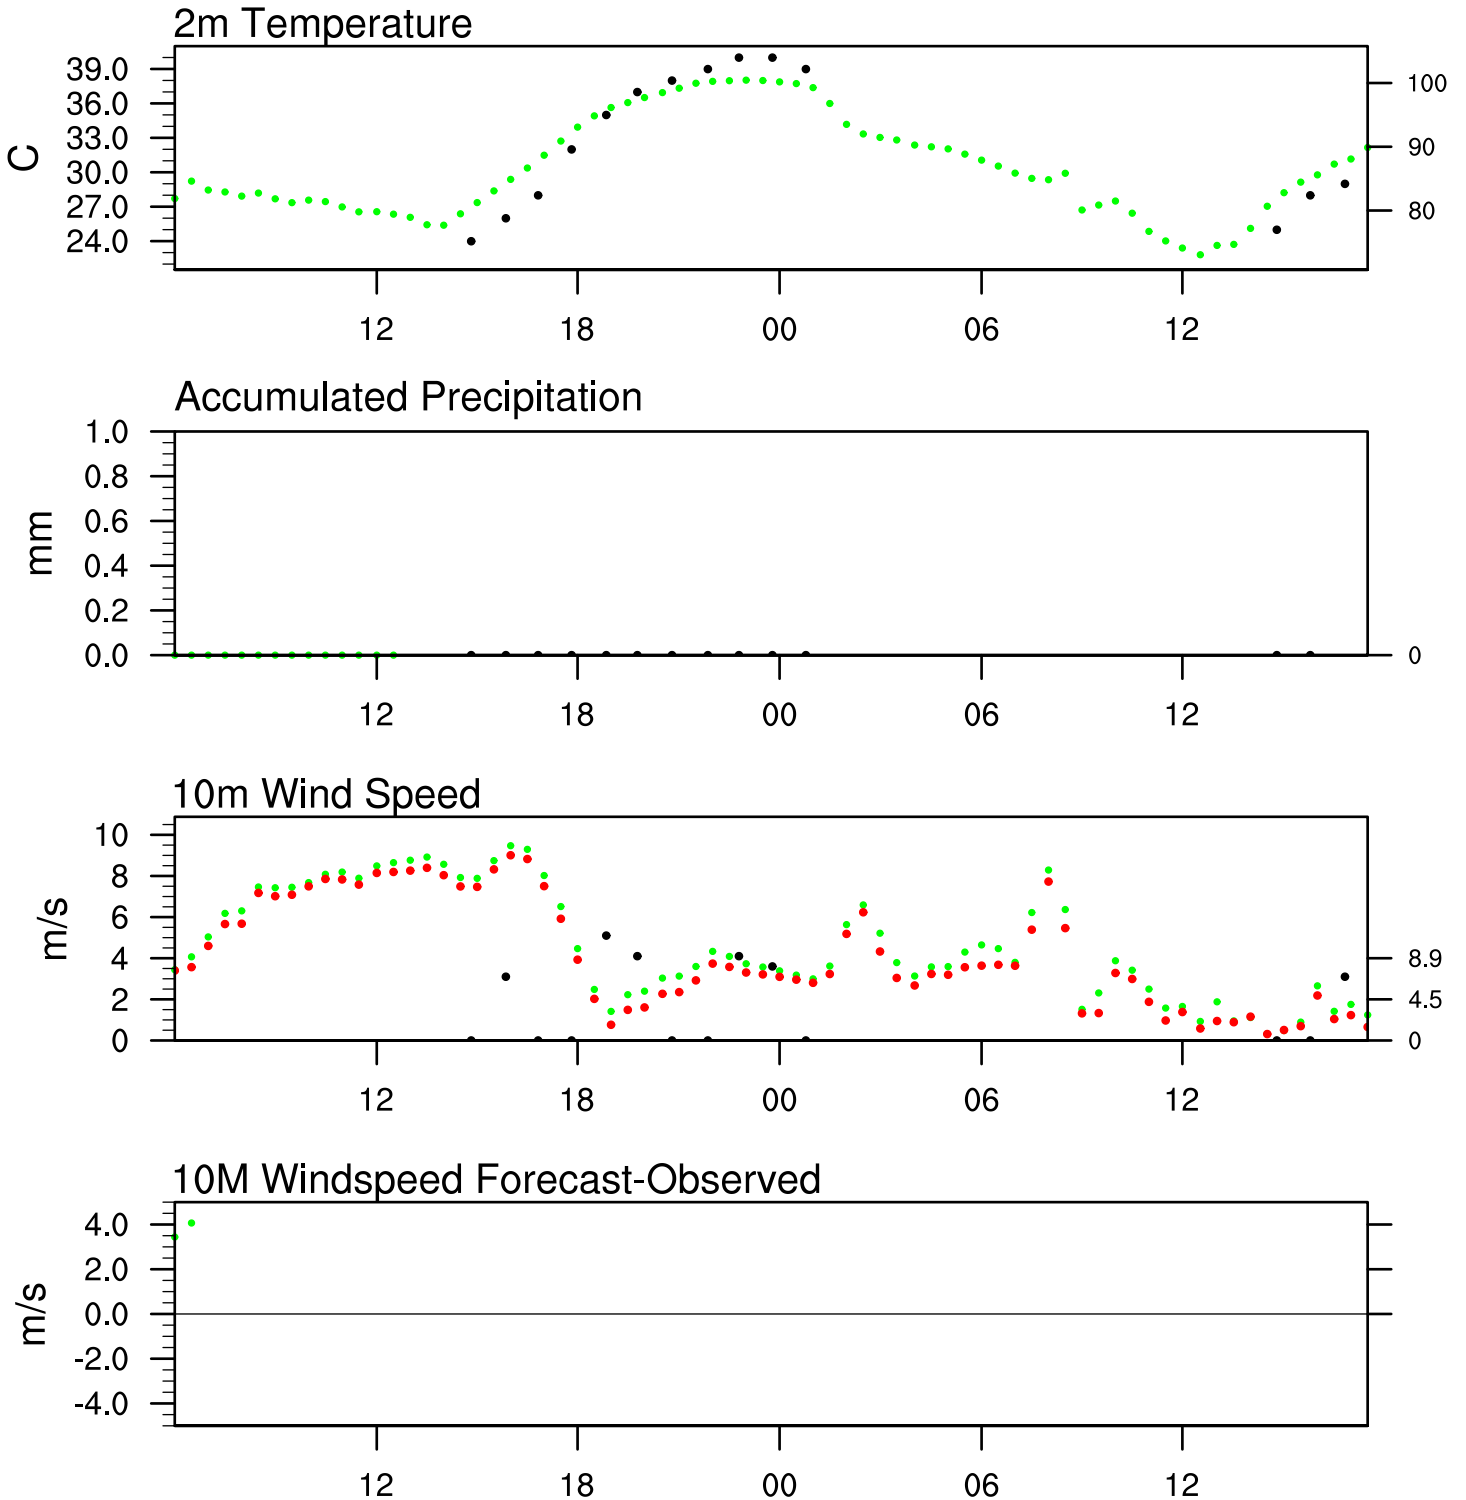 2m Temperature
39.0
36.0
33.0
30.0
27.0
24.0
C
100
90
80
12 18 00 06 12
Accumulated Precipitation
1.0
0.8
0.6
0.4
0.2
0.0
mm
0
12 18 00 06 12
10m Wind Speed
10
8
6
4
2
0
m/s
8.9
4.5
0
12 18 00 06 12
10M Windspeed Forecast-Observed
4.0
2.0
0.0
-2.0
-4.0
m/s
12 18 00 06 12